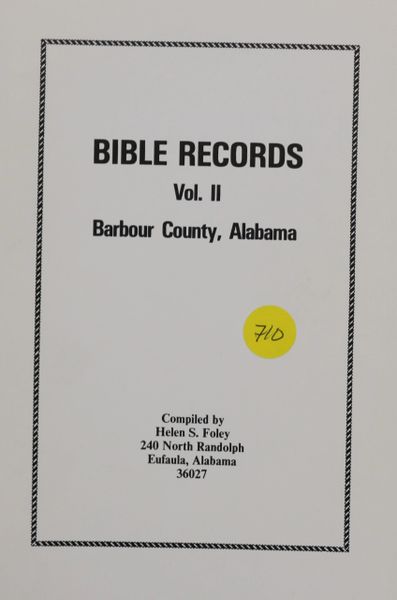 BIBLE RECORDS
Vol. II
Barbour County, Alabama
710
Compiled by
Helen S. Foley
240 North Randolph
Eufaula, Alabama
36027